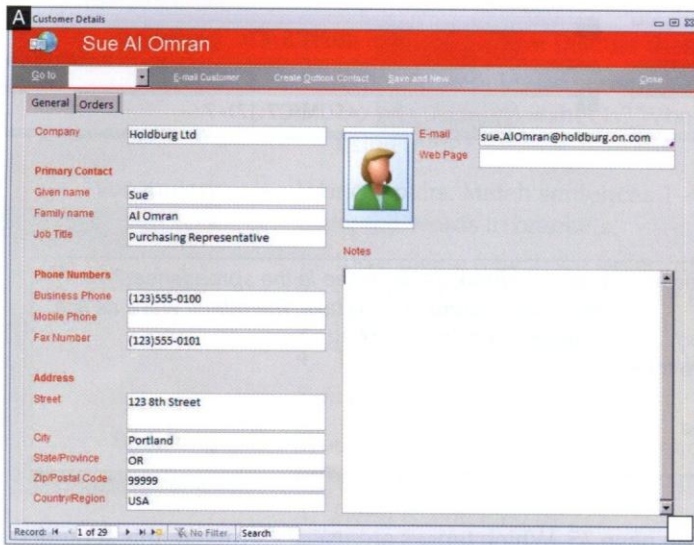 A Customer Details
Sue Al Omran
Go to
E-mail Customer
Create Outlook Contact
Save and New
Close
General
Orders
Company
Holdburg Ltd
Primary Contact
Given name
Sue
Family name
Al Omran
Job Title
Purchasing Representative
Phone Numbers
Business Phone
(123)555-0100
Mobile Phone
Fax Number
(123)555-0101
Address
Street
123 8th Street
City
Portland
State/Province
OR
Zip/Postal Code
99999
Country/Region
USA
E-mail
sue.AlOmran@holdburg.on.com
Web Page
Notes
Record: 1 of 29
No Filter
Search